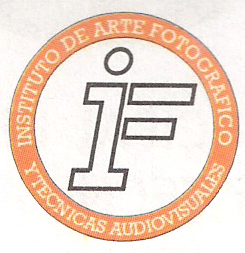 INSTITUTO DE ARTE FOTOGRAFICO
Y TECNICAS AUDIOVISUALES
iF